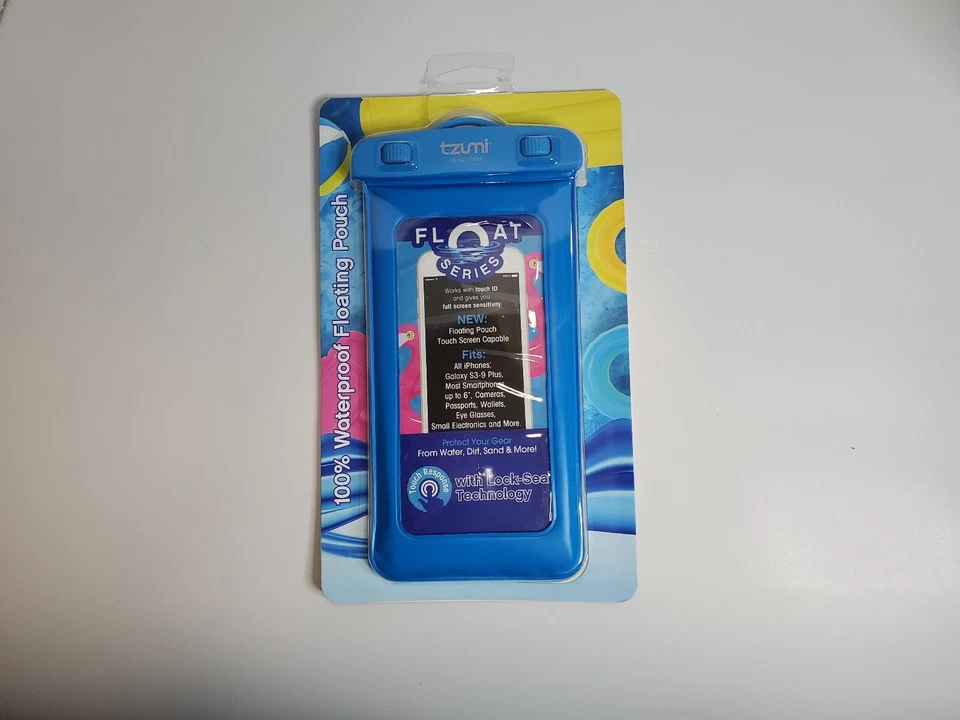 tzumi
100% Waterproof Floating Pouch
FLOAT
SERIES
100%
Works with touch ID
and gives you
full screen sensitivity
NEW:
Floating Pouch
Touch Screen Capable
Fits:
All iPhones,
Galaxy S3-9 Plus,
Most Smartphones
up to 6", Cameras,
Passports, Wallets,
Eye Glasses,
Small Electronics and More.
Protect Your Gear
From Water, Dirt, Sand & More!
Touch Response
with Lock-Seal
Technology